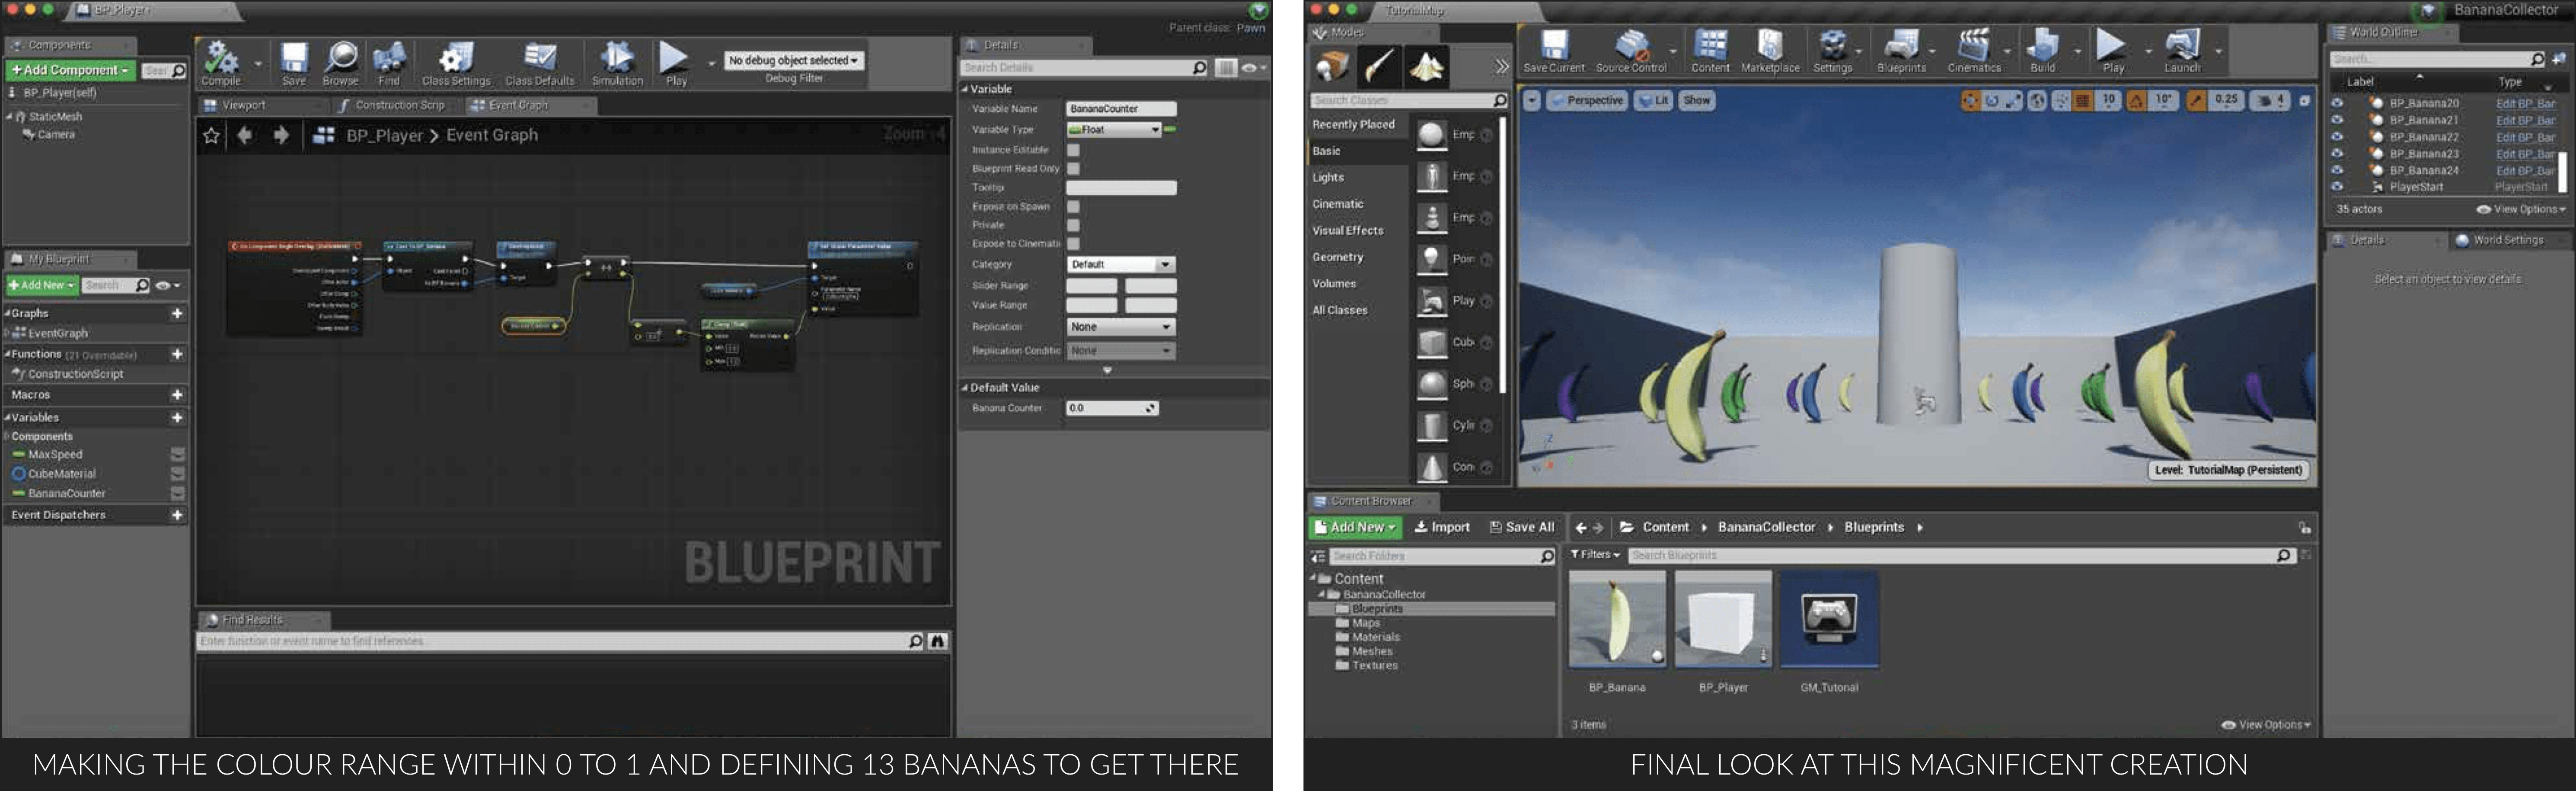 BP_Player
Parent class: Pawn
Components
+Add Component
BP_Player(self)
StaticMesh
Camera
My Blueprint
+Add New
Search
Graphs
EventGraph
Functions (21 Overridable)
ConstructionScript
Macros
Variables
Components
MaxSpeed
CubeMaterial
BananaCounter
Event Dispatchers
Compile
Save
Browse
Find
Class Settings
Class Defaults
Simulation
Play
No debug object selected
Debug Filter
Viewport
Construction Scrip
Event Graph
BP_Player > Event Graph
BLUEPRINT
Find Results
Enter function or event name to find references...
Details
Search Details
Variable
Variable Name
BananaCounter
Variable Type
Float
Instance Editable
Blueprint Read Only
Tooltip
Expose on Spawn
Private
Expose to Cinemati
Category
Default
Slider Range
Value Range
Replication
None
Replication Conditic
None
Default Value
Banana Counter
0.0
MAKING THE COLOUR RANGE WITHIN 0 TO 1 AND DEFINING 13 BANANAS TO GET THERE
TutorialMap
BananaCollector
Modes
Search Classes
Recently Placed
Basic
Lights
Cinematic
Visual Effects
Geometry
Volumes
All Classes
Emp
Emp
Emp
Poin
Play
Cub
Sph
Cylin
Con
Save Current
Source Control
Content
Marketplace
Settings
Blueprints
Cinematics
Build
Play
Launch
Perspective
Lit
Show
10
10°
0.25
4
Level: TutorialMap (Persistent)
World Outliner
Search...
Label
Type
BP_Banana20 Edit BP_Ban
BP_Banana21 Edit BP_Ban
BP_Banana22 Edit BP_Ban
BP_Banana23 Edit BP_Ban
BP_Banana24 Edit BP_Ban
PlayerStart PlayerStart
35 actors
View Options
Details
World Settings
Select an object to view details.
Content Browser
Add New
Import
Save All
Content
BananaCollector
Blueprints
Search Folders
Filters
Search Blueprints
Content
BananaCollector
Blueprints
Maps
Materials
Meshes
Textures
BP_Banana
BP_Player
GM_Tutorial
3 items
View Options
FINAL LOOK AT THIS MAGNIFICENT CREATION